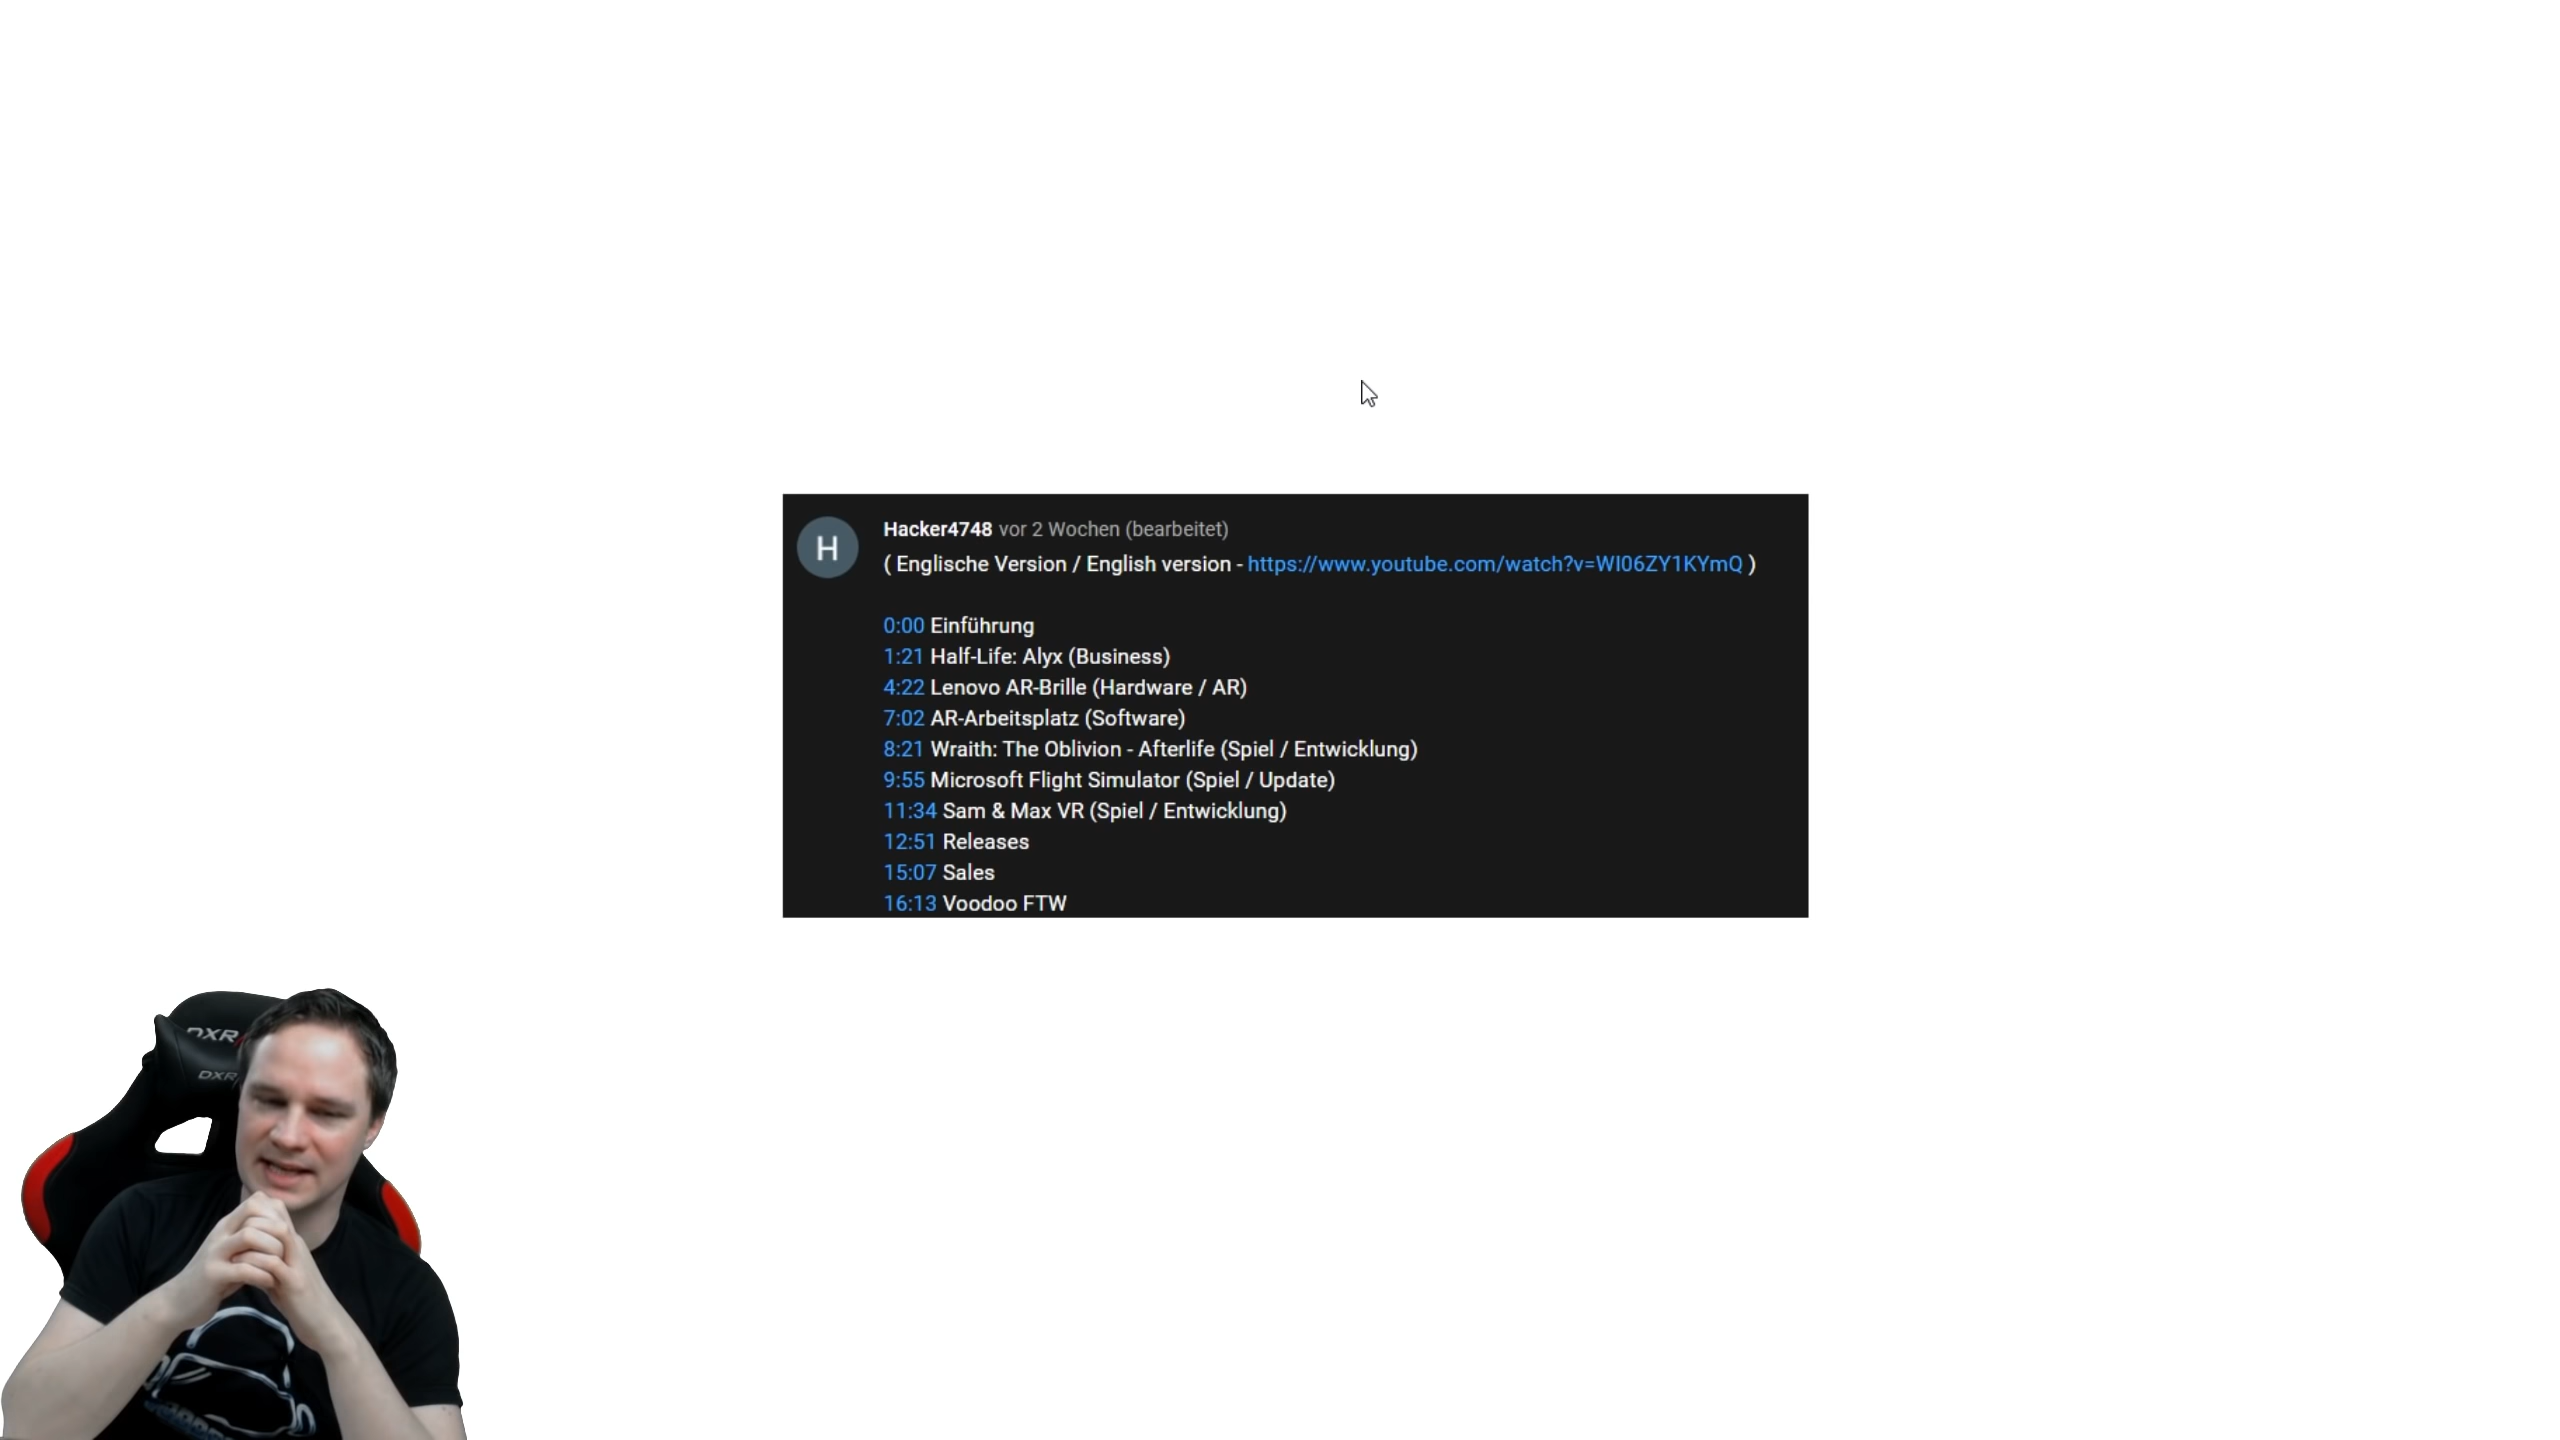 H
Hacker4748 vor 2 Wochen (bearbeitet)
( Englische Version / English version - https://www.youtube.com/watch?v=WI06ZY1KYmQ )
0:00 Einführung
1:21 Half-Life: Alyx (Business)
4:22 Lenovo AR-Brille (Hardware / AR)
7:02 AR-Arbeitsplatz (Software)
8:21 Wraith: The Oblivion - Afterlife (Spiel / Entwicklung)
9:55 Microsoft Flight Simulator (Spiel / Update)
11:34 Sam & Max VR (Spiel / Entwicklung)
12:51 Releases
15:07 Sales
16:13 Voodoo FTW
DXR
DXR